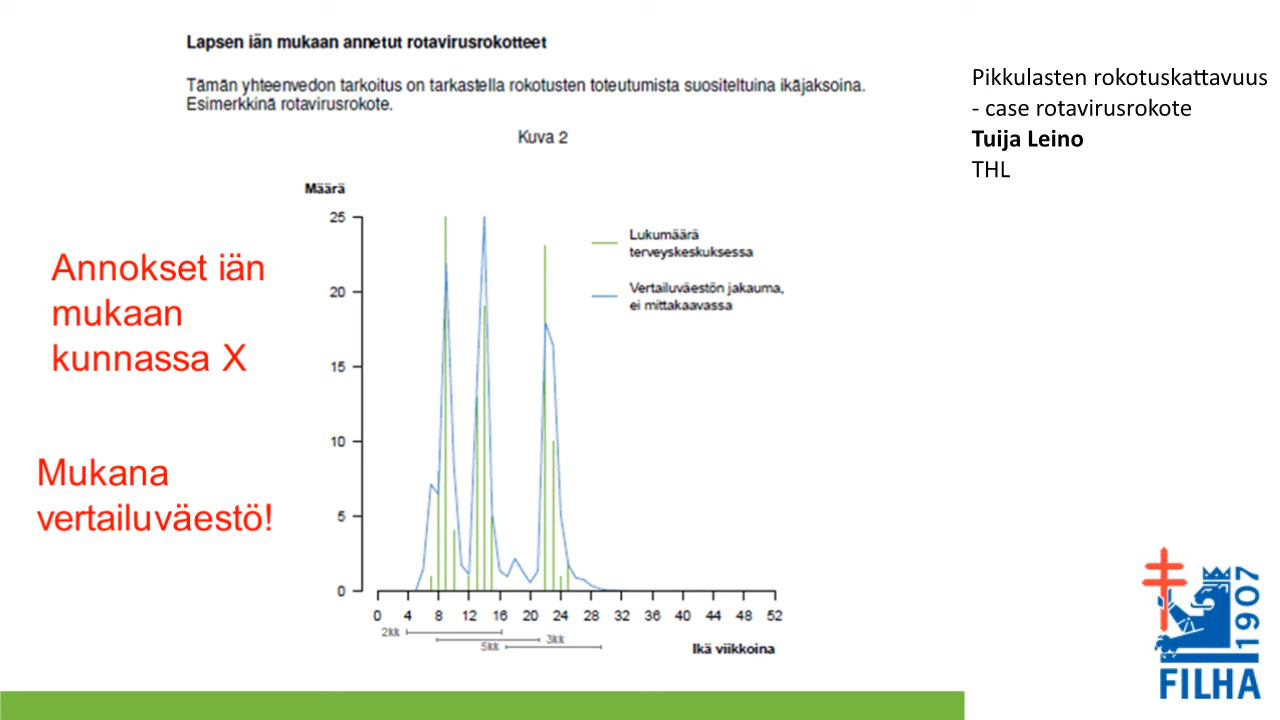 Lapsen iän mukaan annetut rotavirusrokotteet
Tämän yhteenvedon tarkoitus on tarkastella rokotusten toteutumista suositeltuina ikäjaksoina.
Esimerkkinä rotavirusrokote.
Kuva 2
Pikkulasten rokotuskattavuus
- case rotavirusrokote
Tuija Leino
THL
Annokset iän
mukaan
kunnassa X
Mukana
vertailuväestö!
Määrä
25
20
15
10
5
0
Lukumäärä
terveyskeskuksessa
Vertailuväestön jakauma,
ei mittakaavassa
0 4 8 12 16 20 24 28 32 36 40 44 48 52
2kk
3kk
5kk
Ikä viikkoina
1907
FILHA